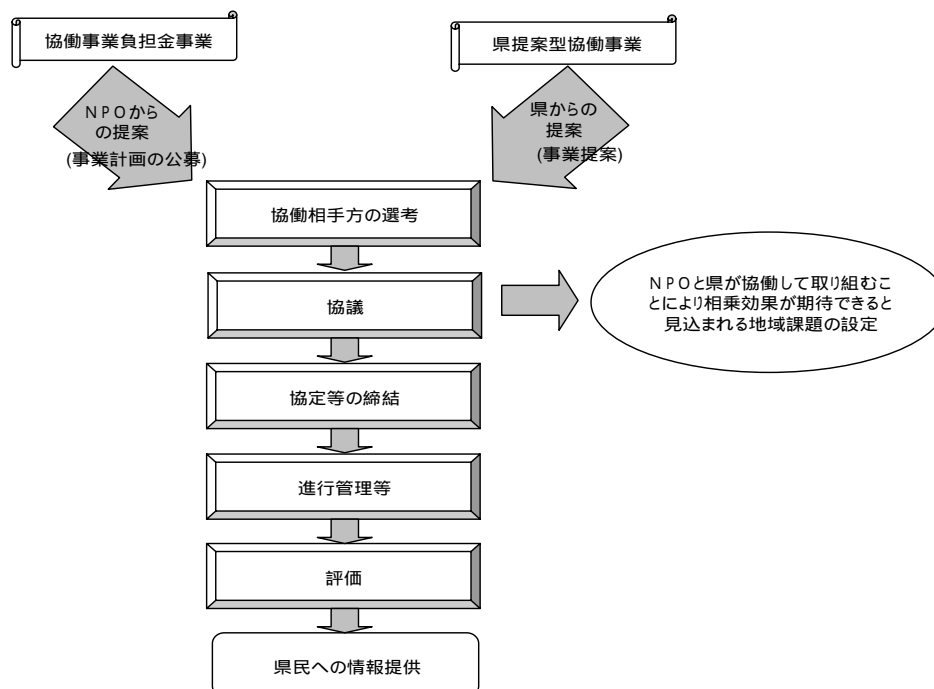 協働事業負担金事業
県提案型協働事業
NPOから
の提案
(事業計画の公募)
県からの
提案
(事業提案)
協働相手方の選考
協議
NPOと県が協働して取り組むこ
とにより相乗効果が期待できると
見込まれる地域課題の設定
協定等の締結
進行管理等
評価
県民への情報提供